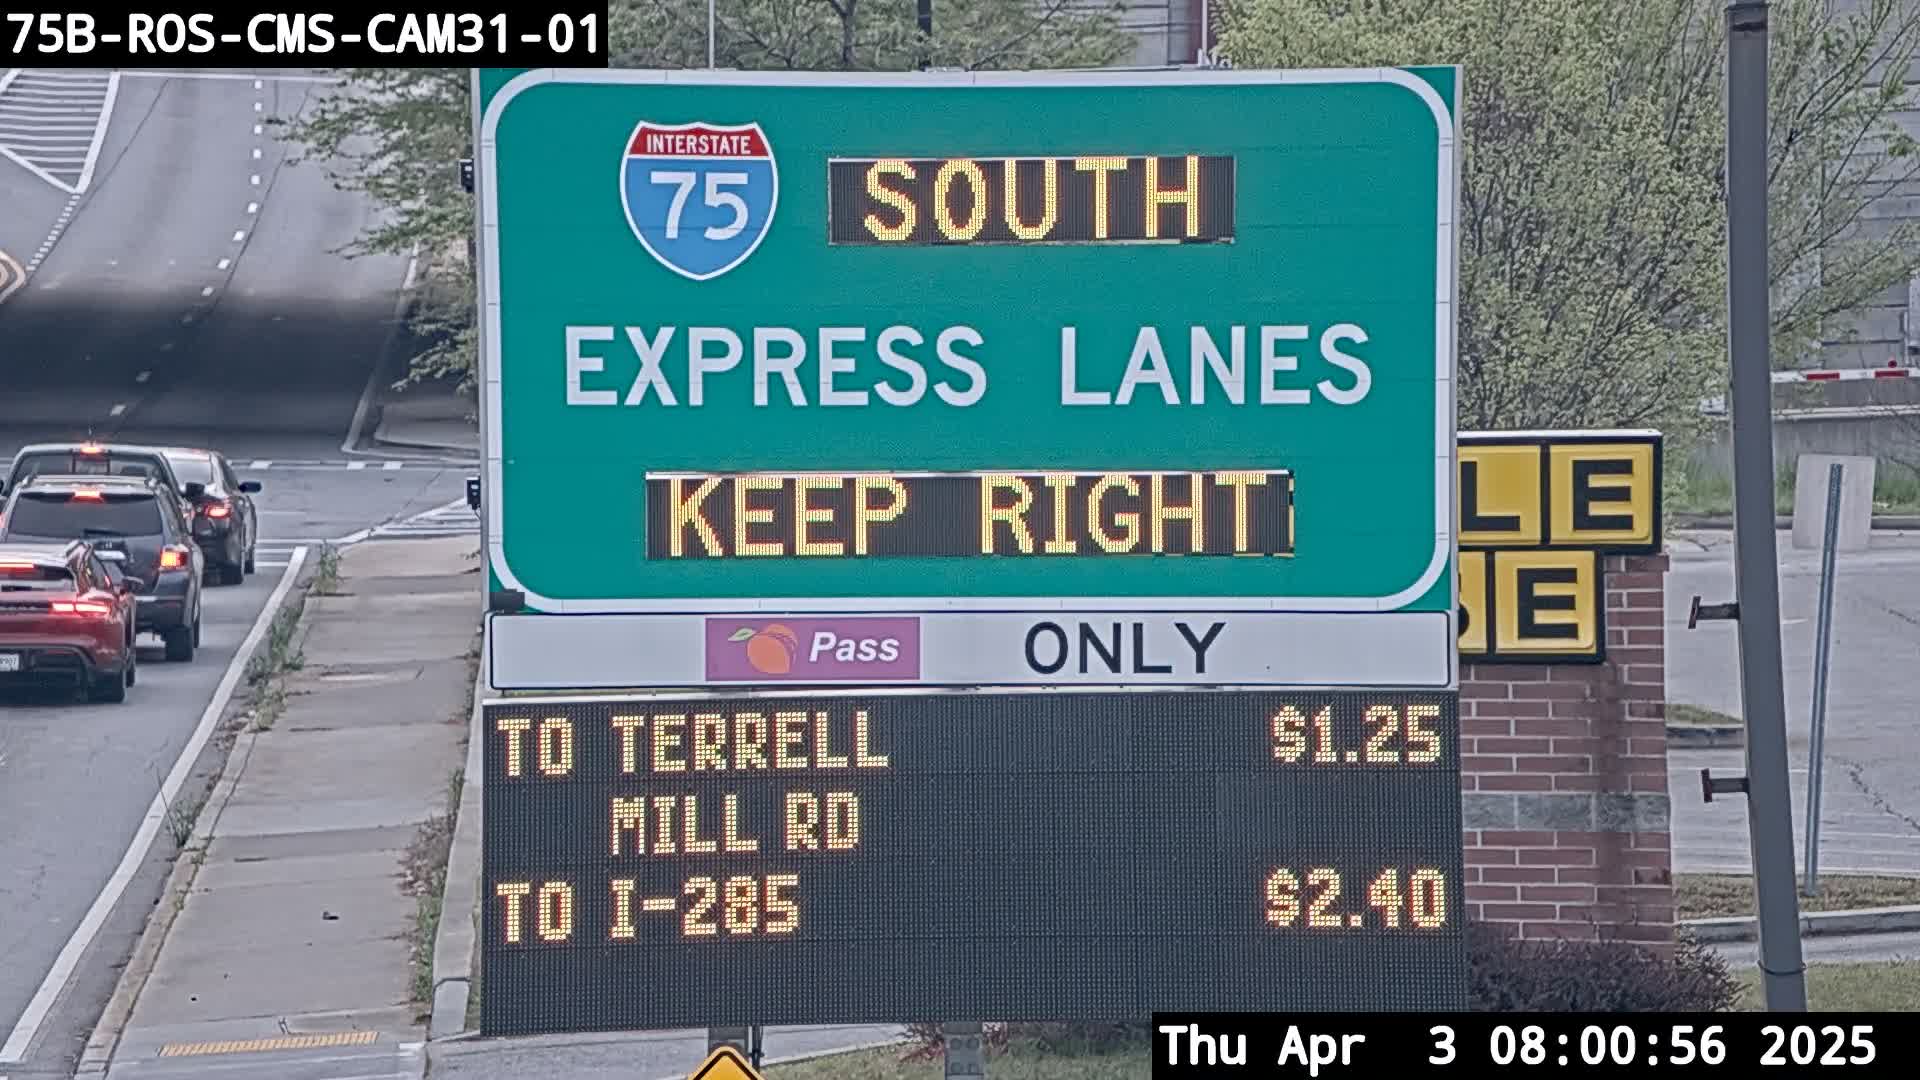 75B-ROS-CMS-CAM31-01
INTERSTATE
75
SOUTH
EXPRESS LANES
KEEP RIGHT
Pass ONLY
TO TERRELL $1.25
MILL RD
TO I-285 $2.40
LE
E
Thu Apr 3 08:00:56 2025